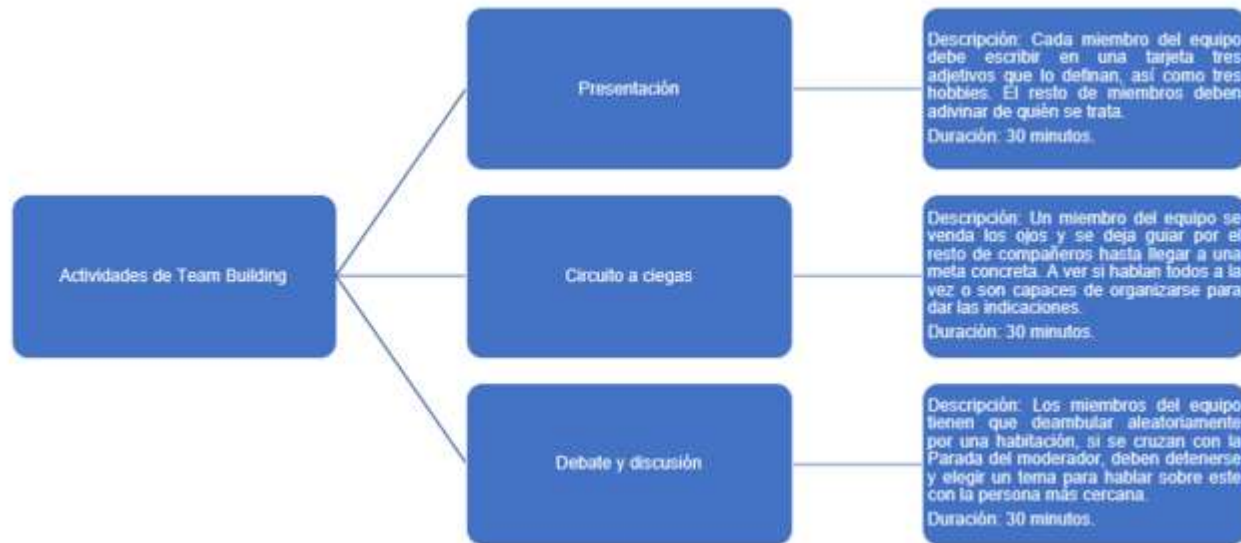 Actividades de Team Building
Presentación
Descripción: Cada miembro del equipo
debe escribir en una tarjeta tres
adjetivos que lo definan, así como tres
hobbies. El resto de miembros deben
adivinar de quién se trata.
Duración: 30 minutos.
Circuito a ciegas
Descripción: Un miembro del equipo se
venda los ojos y se deja guiar por el
resto de compañeros hasta llegar a una
meta concreta. A ver si hablan todos a la
vez o son capaces de organizarse para
dar las indicaciones.
Duración: 30 minutos.
Debate y discusión
Descripción: Los miembros del equipo
tienen que deambular aleatoriamente
por una habitación, si se cruzan con la
Parada del moderador, deben detenerse
y elegir un tema para hablar sobre este
con la persona más cercana.
Duración: 30 minutos.